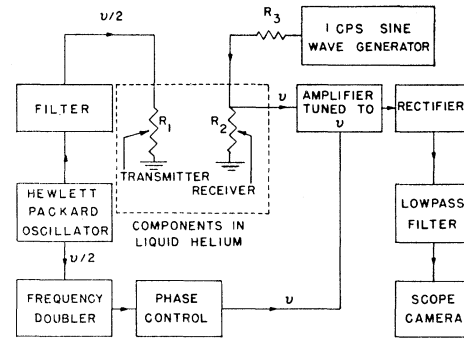 υ/2
R3
1 CPS SINE
WAVE GENERATOR
FILTER
R1
R2
υ
AMPLIFIER
TUNED TO
υ
RECTIFIER
TRANSMITTER
RECEIVER
HEWLETT
PACKARD
OSCILLATOR
COMPONENTS IN
LIQUID HELIUM
LOWPASS
FILTER
υ/2
FREQUENCY
DOUBLER
PHASE
CONTROL
υ
SCOPE
CAMERA